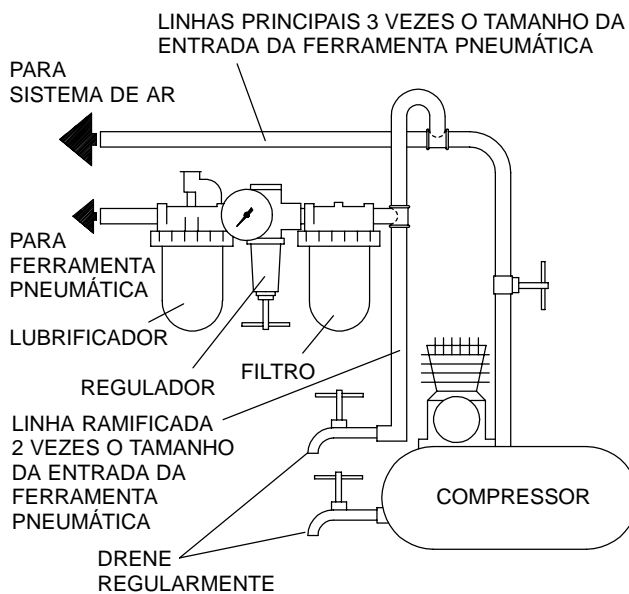 LINHAS PRINCIPAIS 3 VEZES O TAMANHO DA
ENTRADA DA FERRAMENTA PNEUMÁTICA
PARA
SISTEMA DE AR
PARA
FERRAMENTA
PNEUMÁTICA
LUBRIFICADOR
REGULADOR
FILTRO
LINHA RAMIFICADA
2 VEZES O TAMANHO
DA ENTRADA DA
FERRAMENTA
PNEUMÁTICA
COMPRESSOR
DRENE
REGULARMENTE